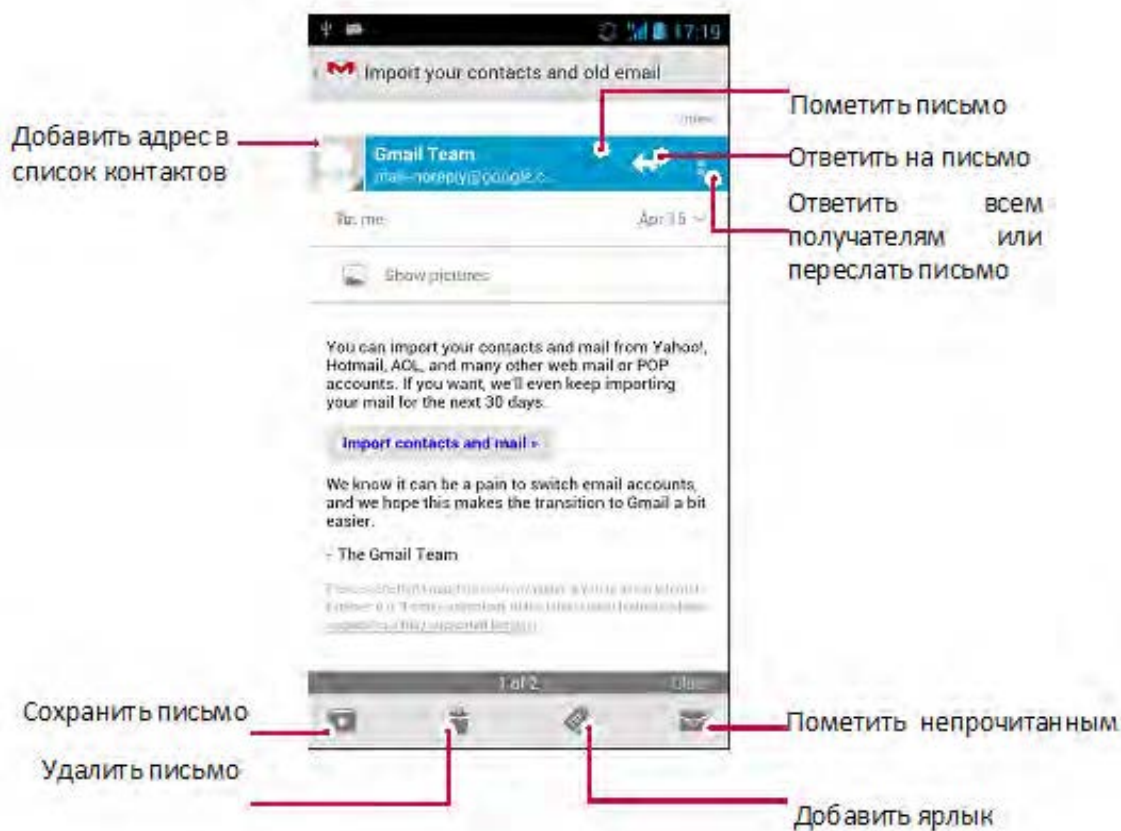 17:19
Import your contacts and old email
Добавить адрес в
список контактов
Пометить письмо
Ответить на письмо
Ответить всем
получателям или
переслать письмо
Gmail Team
mail-noreply@google.c...
To: me
Apr 15
Show pictures
You can import your contacts and mail from Yahoo!,
Hotmail, AOL, and many other web mail or POP
accounts. If you want, we'll even keep importing
your mail for the next 30 days.
Import contacts and mail »
We know it can be a pain to switch email accounts,
and we hope this makes the transition to Gmail a bit
easier.
- The Gmail Team
1 of 2
Сохранить письмо
Удалить письмо
Пометить непрочитанным
Добавить ярлык